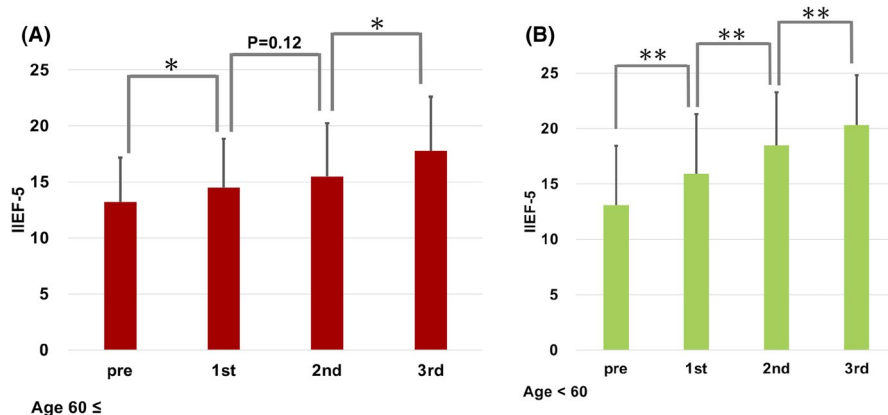 (A)
*
P=0.12
*
25
20
15
10
5
0
IIEF-5
pre 1st 2nd 3rd
Age 60 ≤
(B)
**
**
**
25
20
15
10
5
0
IIEF-5
pre 1st 2nd 3rd
Age < 60